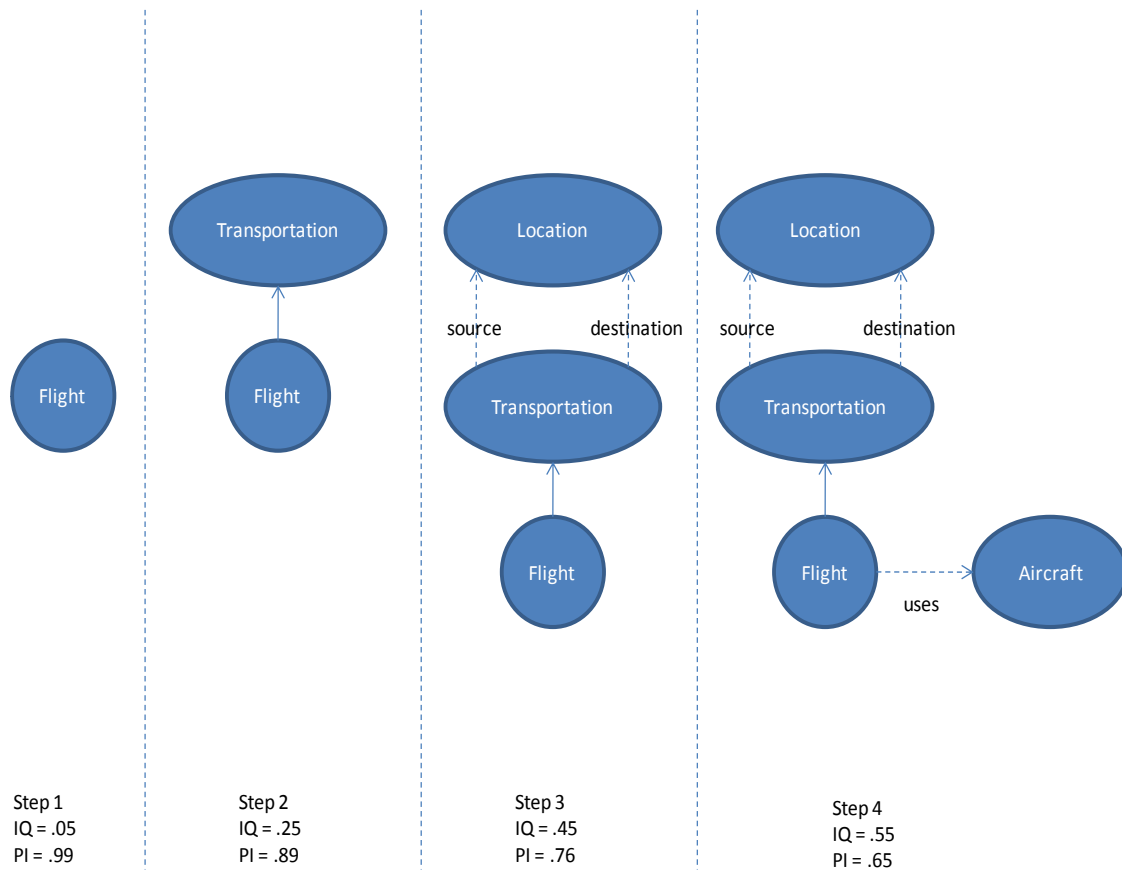 Flight
Step 1
IQ = .05
PI = .99
Transportation
Flight
Step 2
IQ = .25
PI = .89
Location
source
destination
Transportation
Flight
Step 3
IQ = .45
PI = .76
Location
source
destination
Transportation
Flight
uses
Aircraft
Step 4
IQ = .55
PI = .65